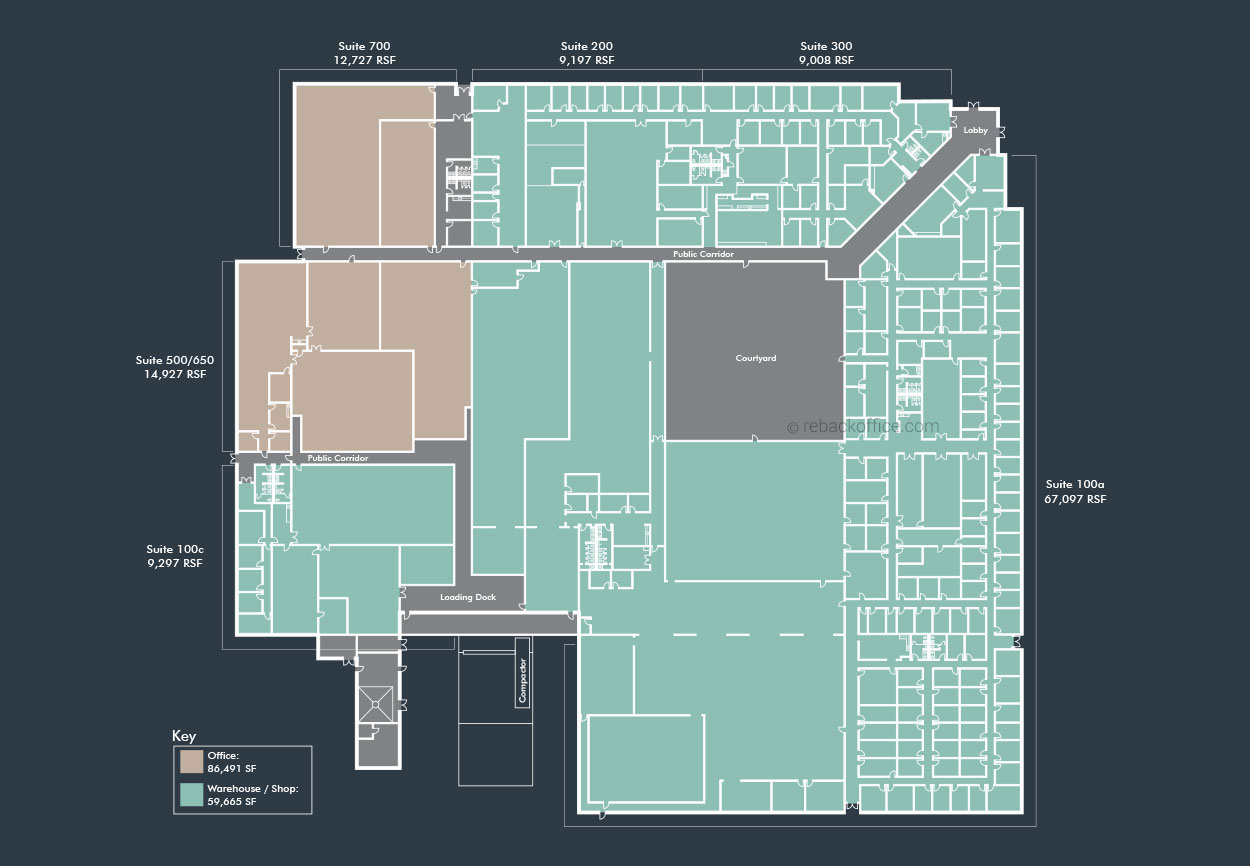 Suite 700
12,727 RSF
Suite 200
9,197 RSF
Suite 300
9,008 RSF
Lobby
Public Corridor
Suite 500/650
14,927 RSF
Courtyard
© rebackoffice.com
Public Corridor
Suite 100a
67,097 RSF
Suite 100c
9,297 RSF
Loading Dock
Compactor
Key
Office:
86,491 SF
Warehouse / Shop:
59,665 SF